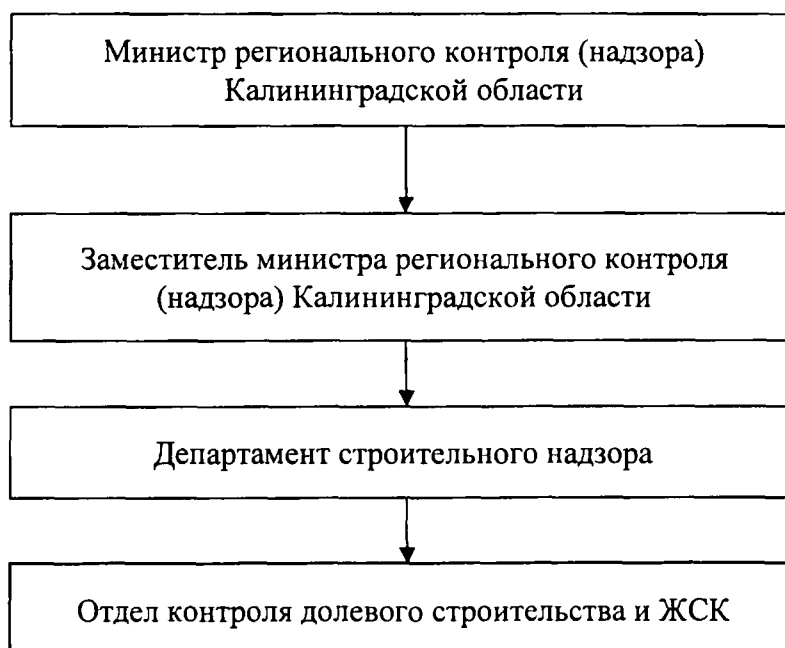 Министр регионального контроля (надзора)
Калининградской области
Заместитель министра регионального контроля
(надзора) Калининградской области
Департамент строительного надзора
Отдел контроля долевого строительства и ЖСК